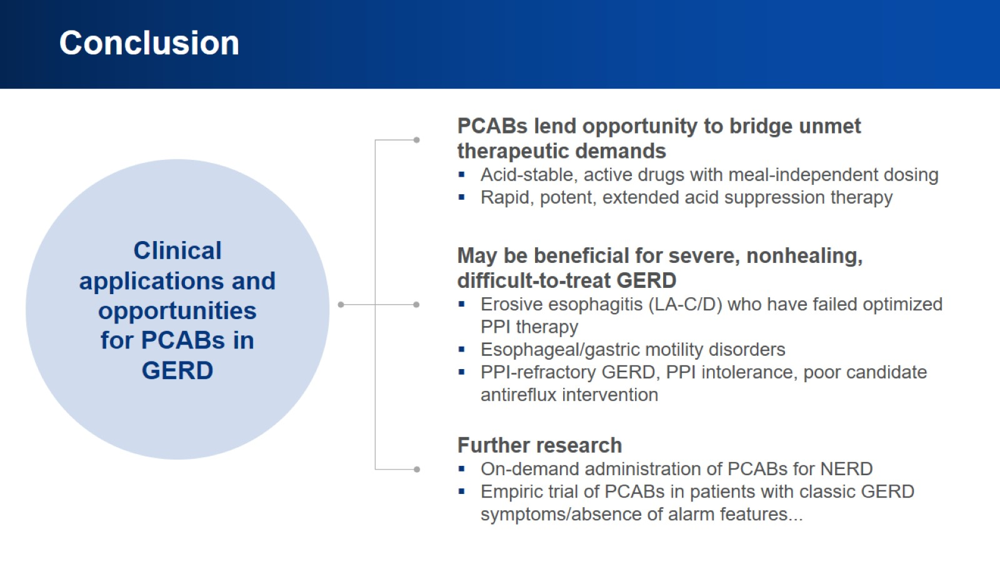 Conclusion
Clinical
applications and
opportunities
for PCABs in
GERD
PCABs lend opportunity to bridge unmet
therapeutic demands
▪ Acid-stable, active drugs with meal-independent dosing
▪ Rapid, potent, extended acid suppression therapy
May be beneficial for severe, nonhealing,
difficult-to-treat GERD
▪ Erosive esophagitis (LA-C/D) who have failed optimized
PPI therapy
▪ Esophageal/gastric motility disorders
▪ PPI-refractory GERD, PPI intolerance, poor candidate
antireflux intervention
Further research
▪ On-demand administration of PCABs for NERD
▪ Empiric trial of PCABs in patients with classic GERD
symptoms/absence of alarm features...